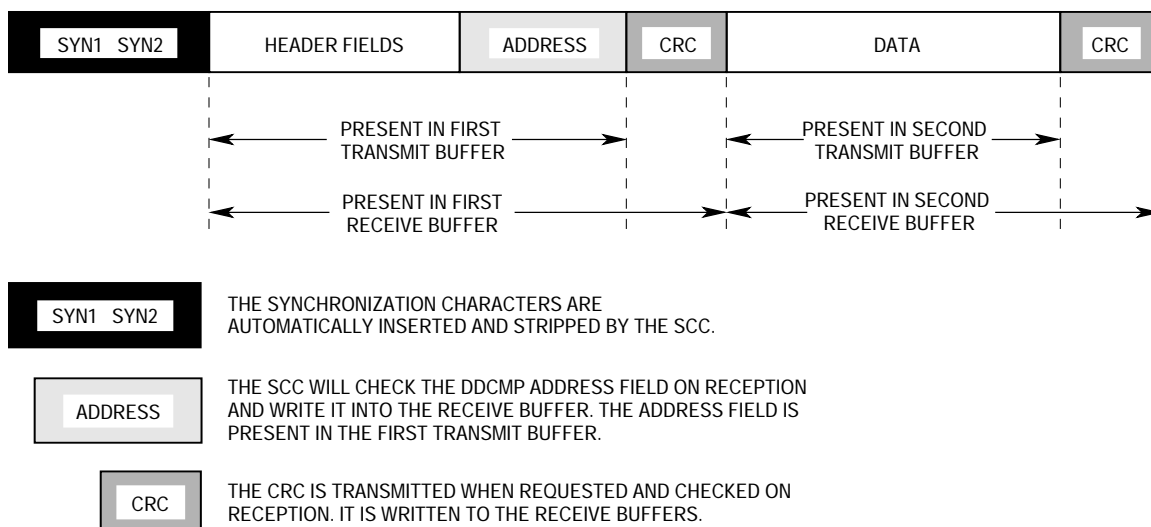 SYN1 SYN2 HEADER FIELDS ADDRESS CRC DATA CRC
PRESENT IN FIRST
TRANSMIT BUFFER
PRESENT IN SECOND
TRANSMIT BUFFER
PRESENT IN FIRST
RECEIVE BUFFER
PRESENT IN SECOND
RECEIVE BUFFER
SYN1 SYN2
THE SYNCHRONIZATION CHARACTERS ARE
AUTOMATICALLY INSERTED AND STRIPPED BY THE SCC.
ADDRESS
THE SCC WILL CHECK THE DDCMP ADDRESS FIELD ON RECEPTION
AND WRITE IT INTO THE RECEIVE BUFFER. THE ADDRESS FIELD IS
PRESENT IN THE FIRST TRANSMIT BUFFER.
CRC
THE CRC IS TRANSMITTED WHEN REQUESTED AND CHECKED ON
RECEPTION. IT IS WRITTEN TO THE RECEIVE BUFFERS.